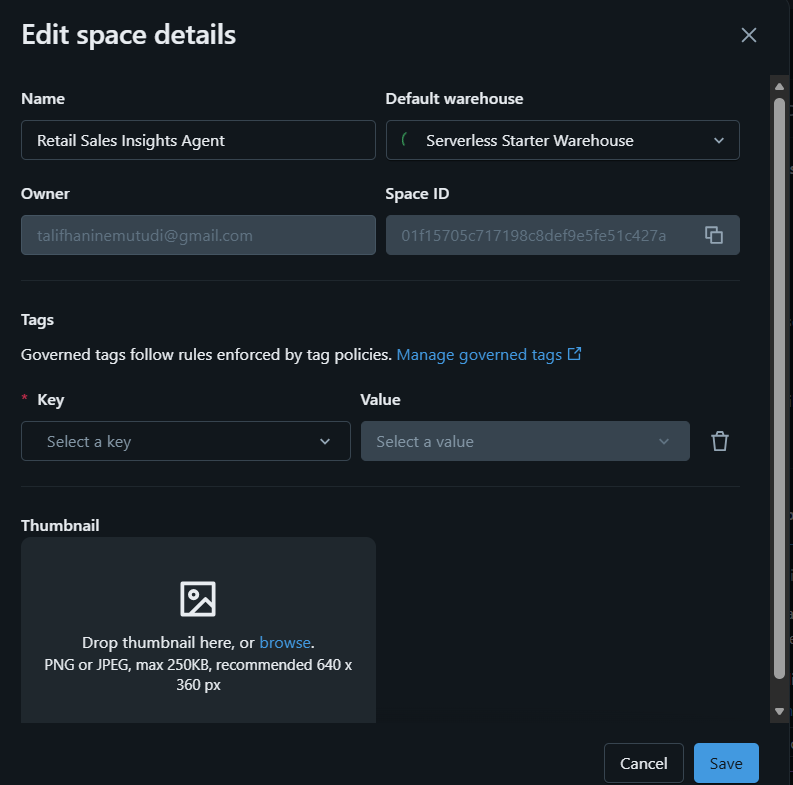 Edit space details
Name
Default warehouse
Retail Sales Insights Agent
Serverless Starter Warehouse
Owner
Space ID
talifhaninemutudi@gmail.com
01f15705c717198c8def9e5fe51c427a
Tags
Governed tags follow rules enforced by tag policies. Manage governed tags
* Key
Value
Select a key
Select a value
Thumbnail
Drop thumbnail here, or browse.
PNG or JPEG, max 250KB, recommended 640 x
360 px
Cancel
Save